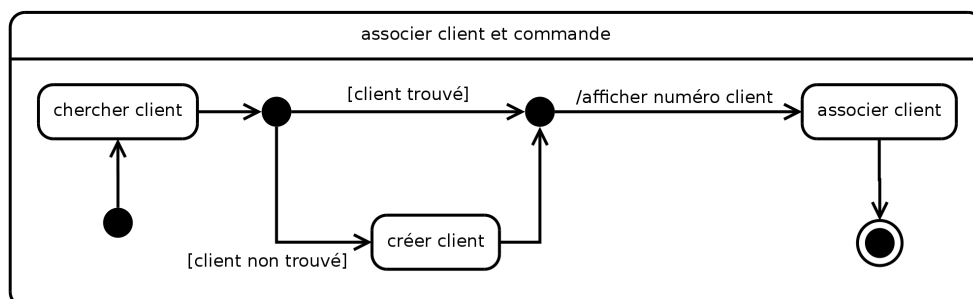 associer client et commande
chercher client
[client trouvé]
/afficher numéro client
associer client
créer client
[client non trouvé]